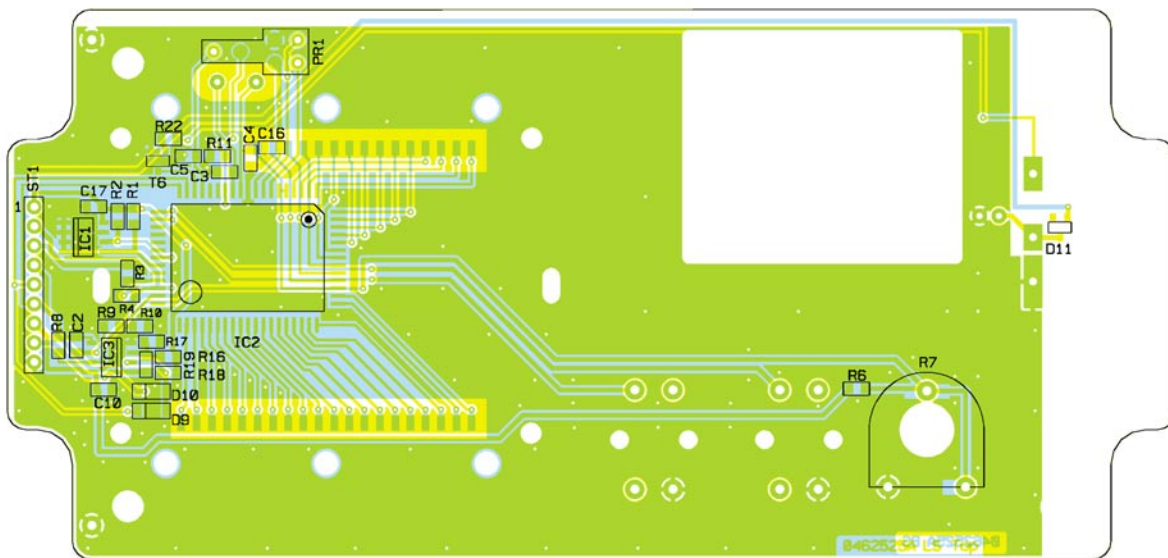 PR1
R22
R11
C4
C16
C5
C3
T6
ST1
1
C17
R2
R1
IC1
D11
R3
R4
R9
R10
R8
C2
IC3
R17
R19
R16
R18
IC2
C10
D10
D9
R6
R7